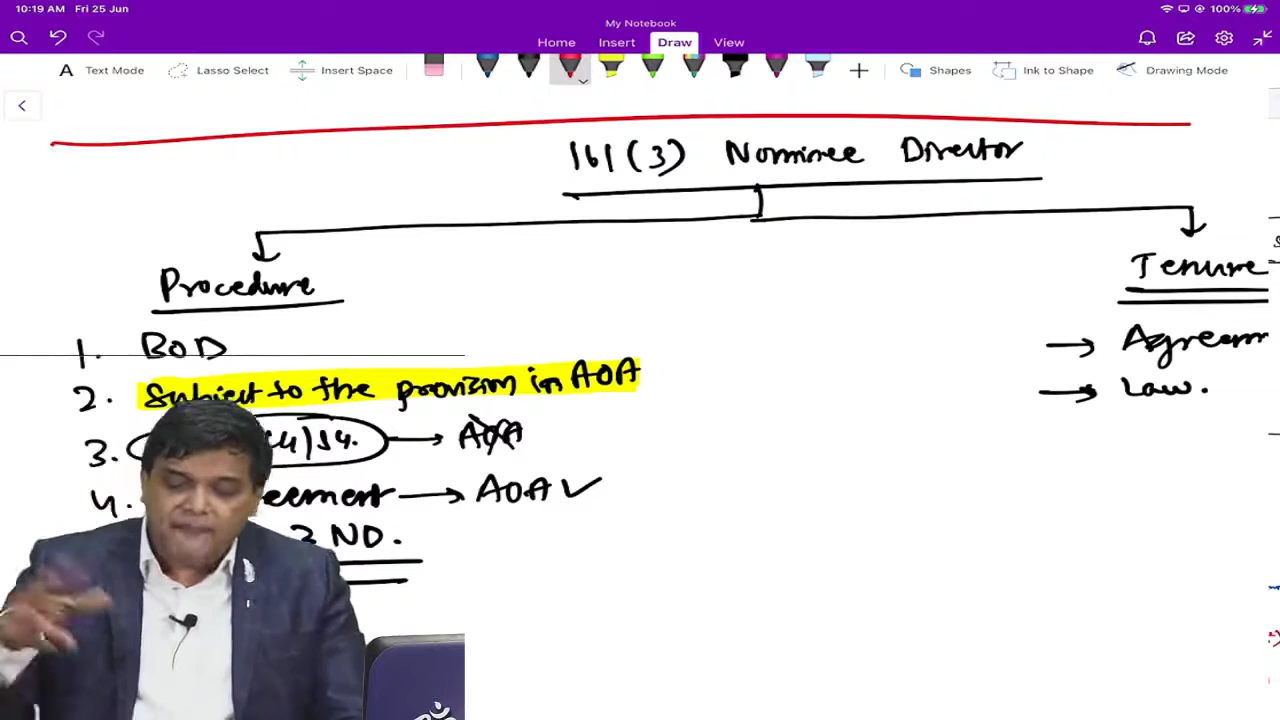 10:19 AM Fri 25 Jun
100%
My Notebook
Home Insert Draw View
A Text Mode Lasso Select Insert Space Shapes Ink to Shape Drawing Mode
161(3) Nominee Director
Procedure
Tenure
1. BOD
→ Agreem
2. Subject to the provision in AOA
→ Law.
3. → AOA
4. eement → AOA ✓
ND.